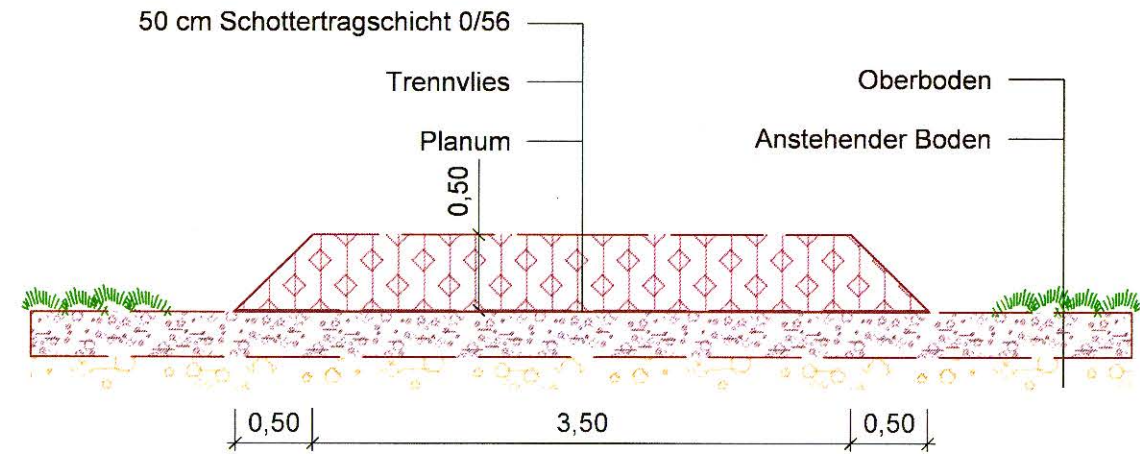 50 cm Schottertragschicht 0/56
Trennvlies
Planum
Oberboden
Anstehender Boden
0,50
0,50
3,50
0,50